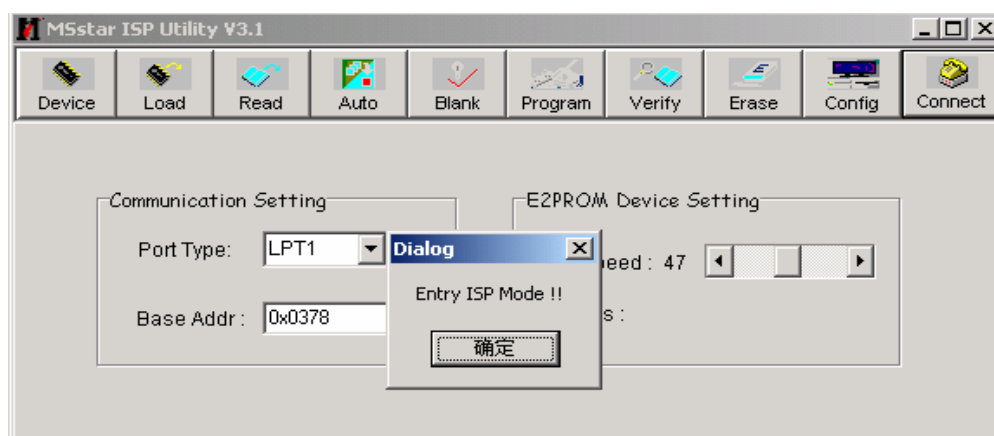 MSstar ISP Utility V3.1
Device Load Read Auto Blank Program Verify Erase Config Connect
Communication Setting
E2PROM Device Setting
Port Type: LPT1
Dialog
eed : 47
Entry ISP Mode !!
Base Addr : 0x0378
s :
确定